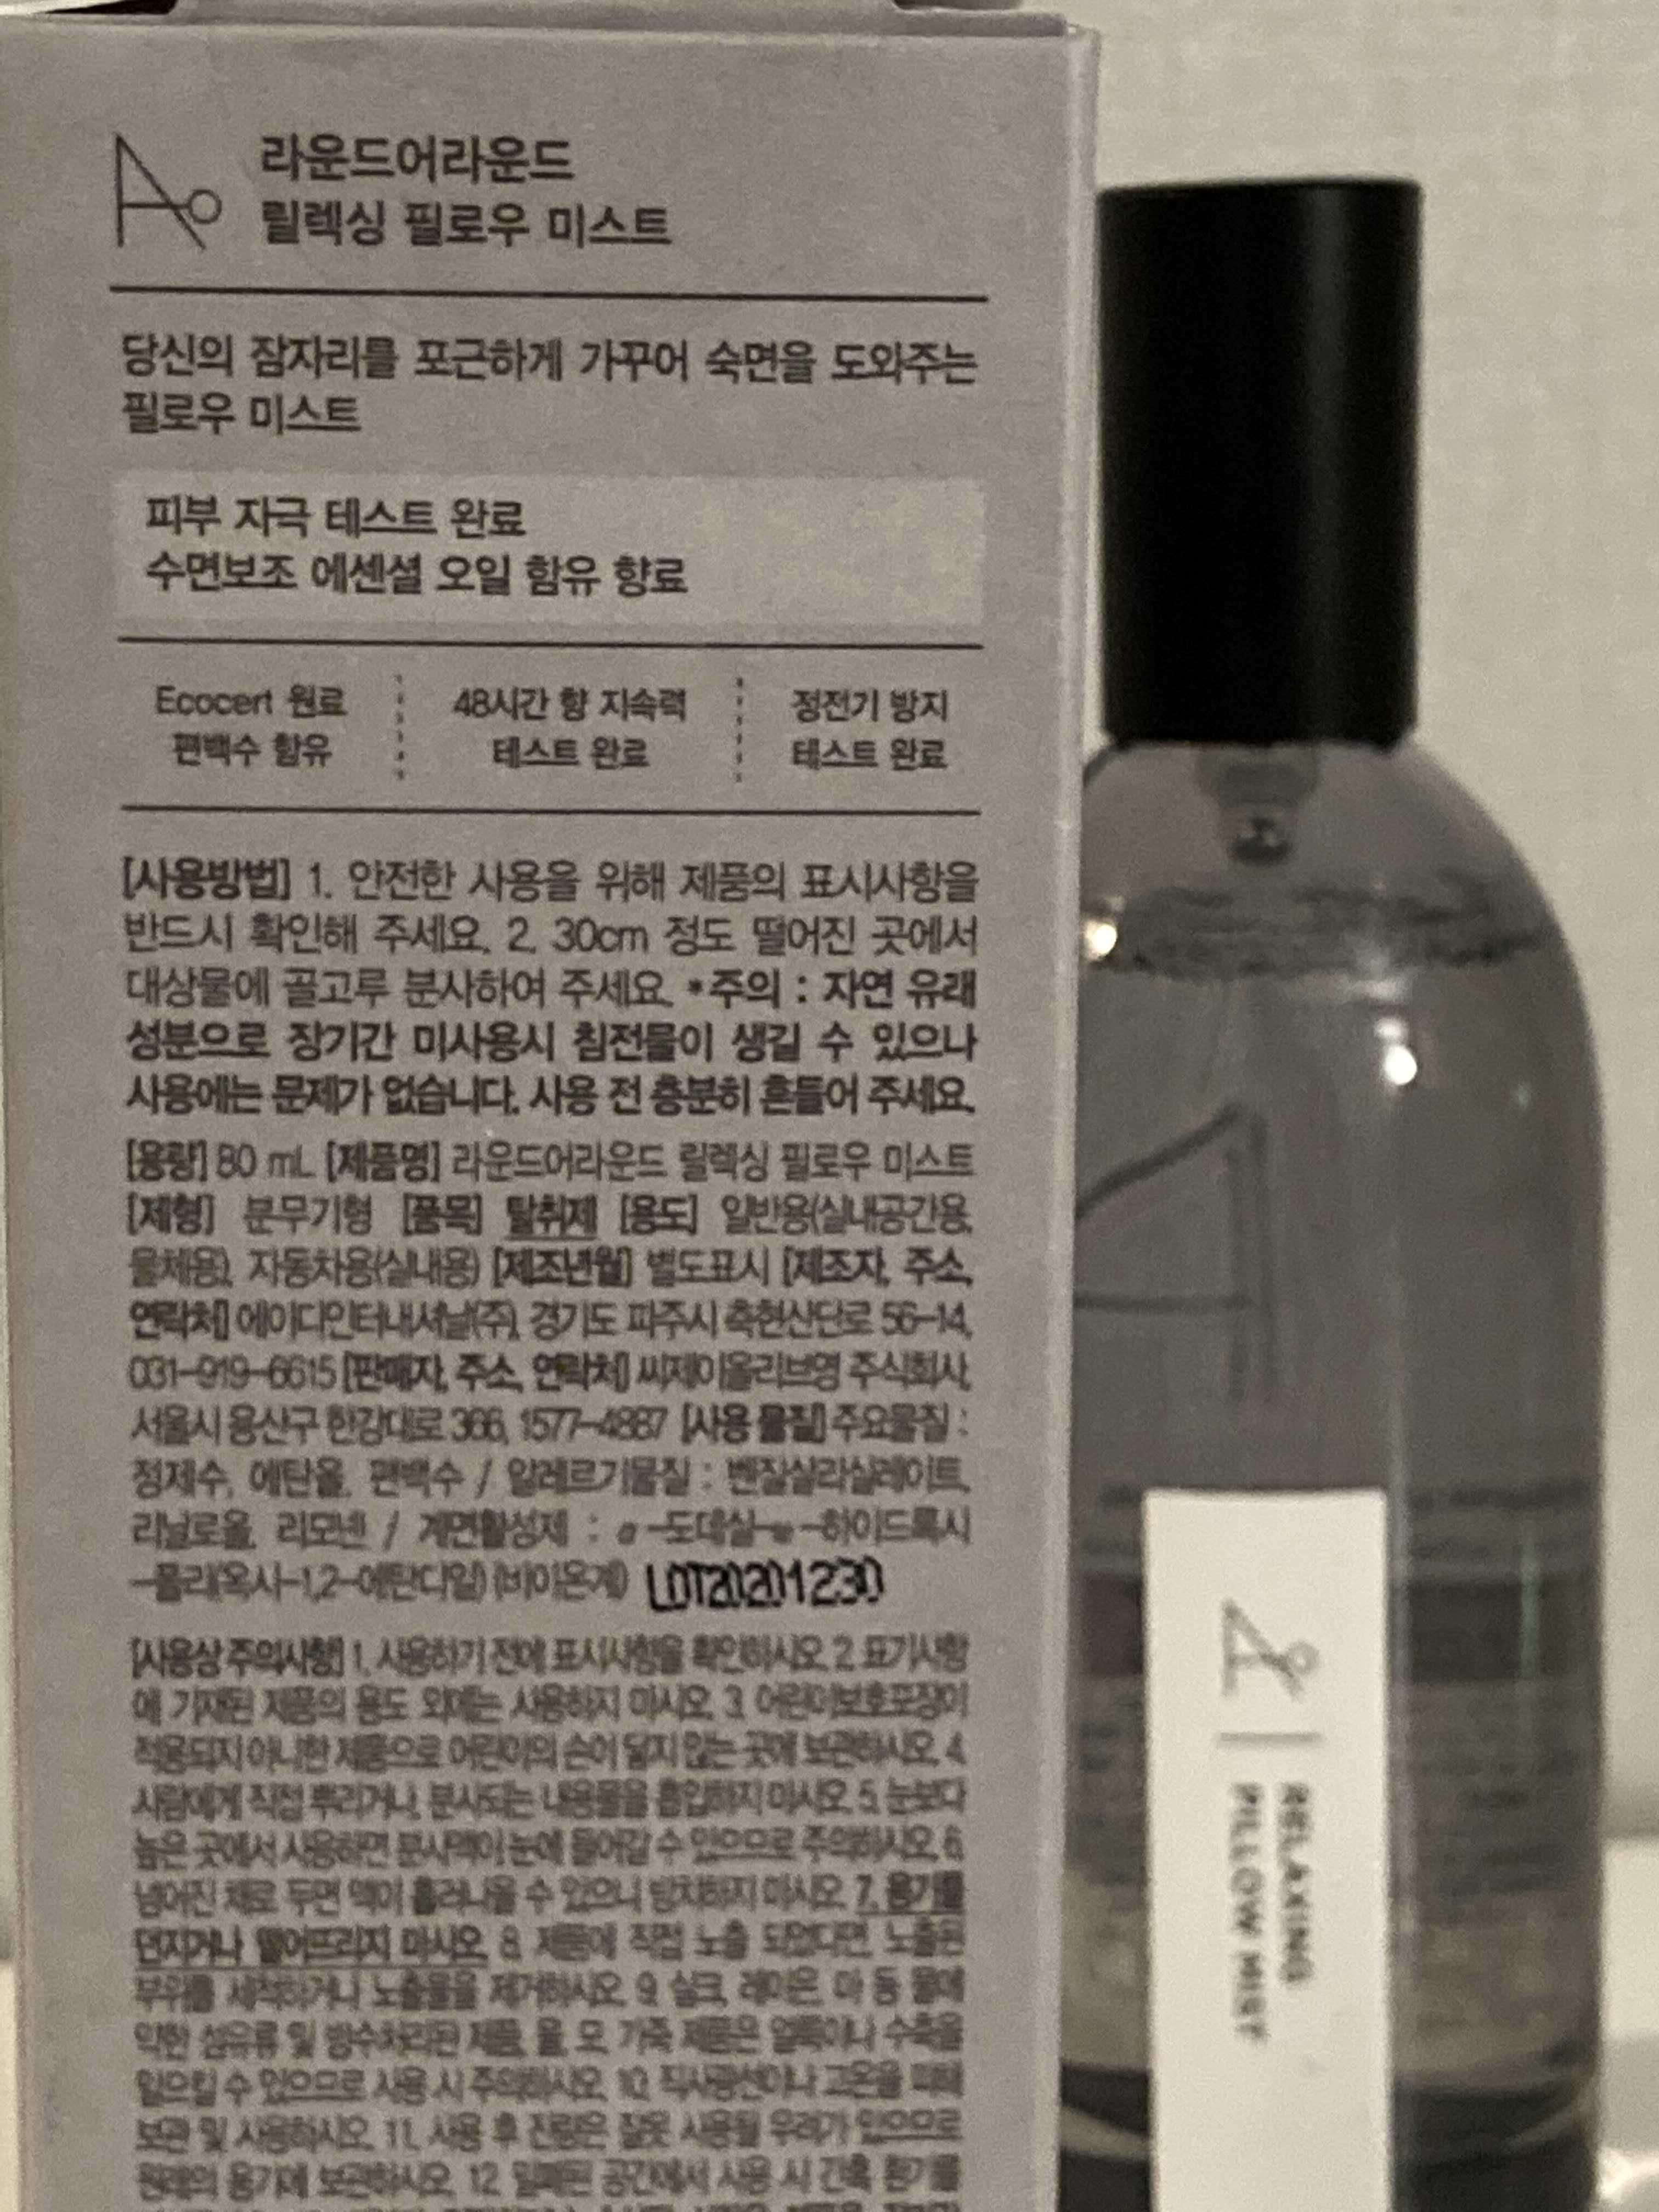 라운드어라운드
릴렉싱 필로우 미스트
당신의 잠자리를 포근하게 가꾸어 숙면을 도와주는
필로우 미스트
피부 자극 테스트 완료
수면보조 에센셜 오일 함유 향료
Ecocert 원료
편백수 함유
48시간 향 지속력
테스트 완료
정전기 방지
테스트 완료
[사용방법] 1. 안전한 사용을 위해 제품의 표시사항을
반드시 확인해 주세요. 2. 30cm 정도 떨어진 곳에서
대상물에 골고루 분사하여 주세요. *주의 : 자연 유래
성분으로 장기간 미사용시 침전물이 생길 수 있으나
사용에는 문제가 없습니다. 사용 전 충분히 흔들어 주세요.
[용량] 80 mL [제품명] 라운드어라운드 릴렉싱 필로우 미스트
[제형] 분무기형 [품목] 탈취제 [용도] 일반용(실내공간용,
물체용), 자동차용(실내용) [제조년월] 별도표시 [제조자, 주소,
연락처] 에이디인터내셔날(주), 경기도 파주시 축현산단로 56-14,
031-919-6615 [판매자, 주소, 연락처] 씨제이올리브영 주식회사,
서울시 용산구 한강대로 366, 1577-4887 [사용 물질] 주요물질 :
정제수, 에탄올, 편백수 / 알레르기물질 : 벤질살리실레이트,
리날로올, 리모넨 / 계면활성제 : α-도데실-ω-하이드록시
-폴리(옥시-1,2-에탄디일) (비이온계) LOT20201230
[사용상 주의사항] 1. 사용하기 전에 표시사항을 확인하시오. 2. 표기사항
에 기재된 제품의 용도 외에는 사용하지 마시오. 3. 어린이보호포장이
적용되지 아니한 제품으로 어린이의 손이 닿지 않는 곳에 보관하시오. 4.
사람에게 직접 뿌리거나, 분사되는 내용물을 흡입하지 마시오. 5. 눈보다
높은 곳에서 사용하면 분사액이 눈에 들어갈 수 있으므로 주의하시오. 6.
넘어진 채로 두면 액이 흘러나올 수 있으니 방치하지 마시오. 7. 용기를
던지거나 떨어뜨리지 마시오. 8. 제품에 직접 노출 되었다면, 노출된
부위를 세척하거나 노출물을 제거하시오. 9. 실크, 레이온, 마 등 물에
약한 섬유류 및 방수처리된 제품, 울, 모, 가죽 제품은 얼룩이나 수축을
일으킬 수 있으므로 사용 시 주의하시오. 10. 직사광선이나 고온을 피해
보관 및 사용하시오. 11. 사용 후 잔량은 잘못 사용될 우려가 있으므로
원래의 용기에 보관하시오. 12. 밀폐된 공간에서 사용 시 간혹 환기를
RELAXING
PILLOW MIST